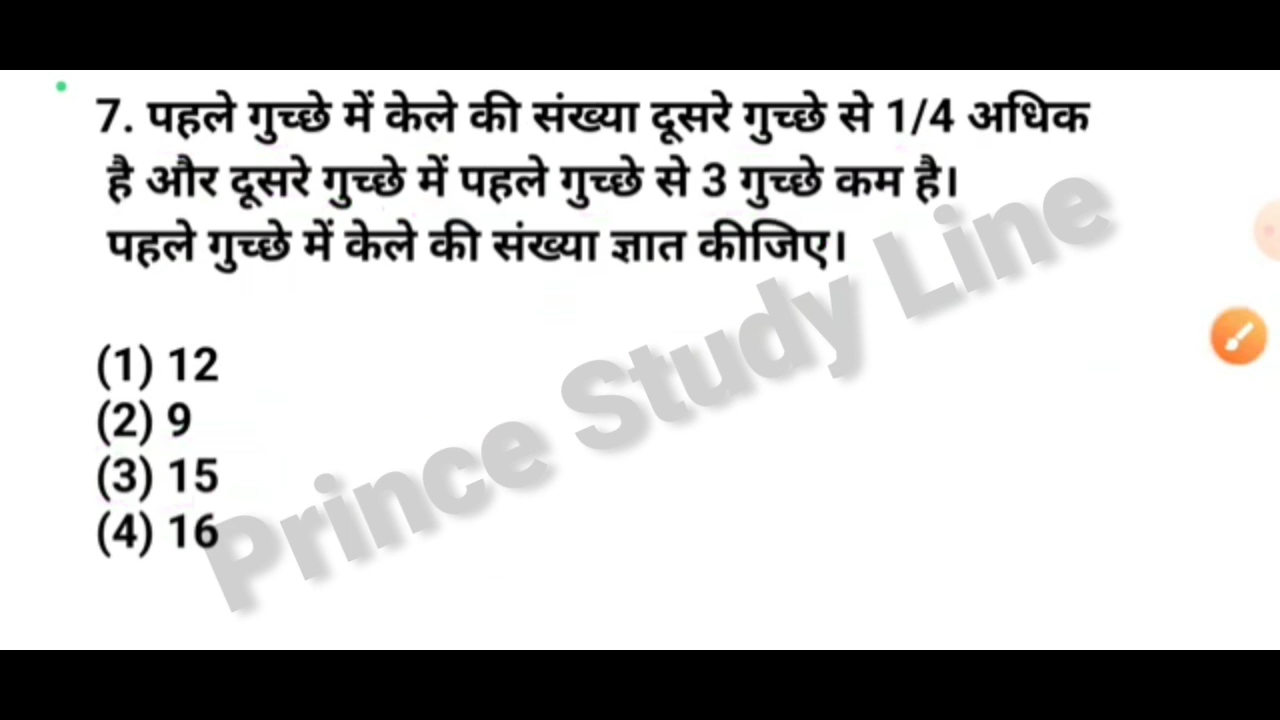 7. पहले गुच्छे में केले की संख्या दूसरे गुच्छे से 1/4 अधिक
है और दूसरे गुच्छे में पहले गुच्छे से 3 गुच्छे कम है।
पहले गुच्छे में केले की संख्या ज्ञात कीजिए।
(1) 12
(2) 9
(3) 15
(4) 16
Prince Study Line